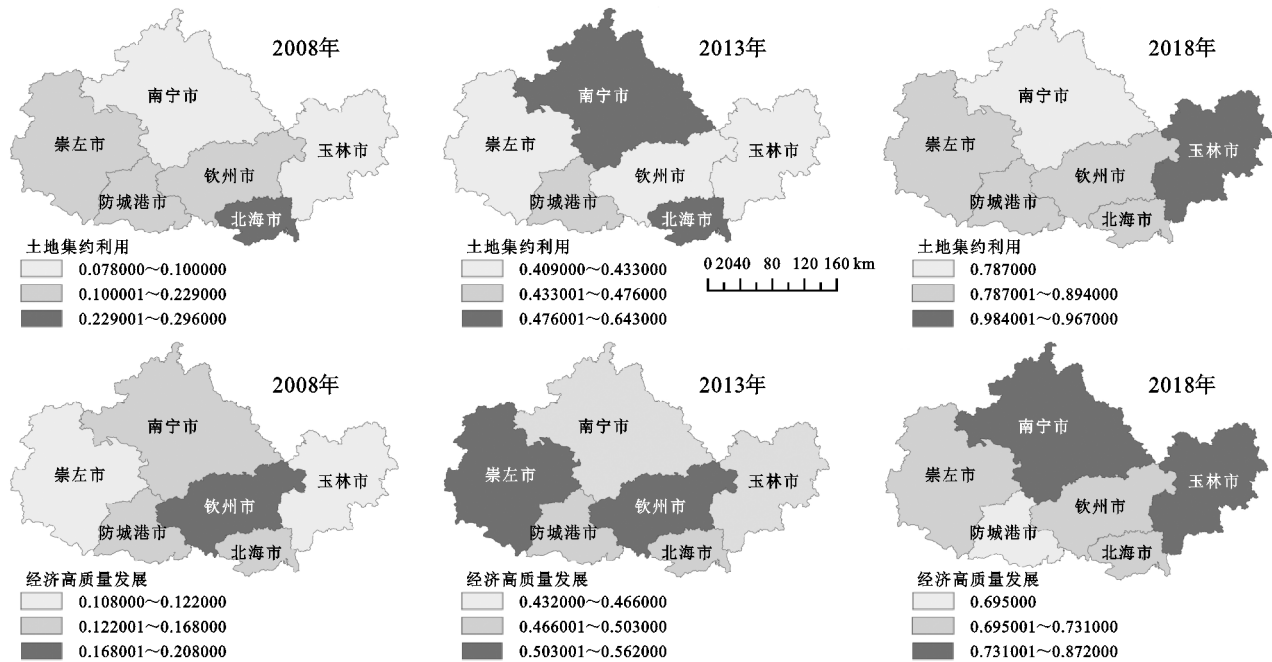 2008年
南宁市
崇左市
玉林市
钦州市
防城港市
北海市
土地集约利用
0.078000～0.100000
0.100001～0.229000
0.229001～0.296000
2013年
南宁市
崇左市
玉林市
钦州市
防城港市
北海市
土地集约利用
0.409000～0.433000
0.433001～0.476000
0.476001～0.643000
0 20 40 80 120 160 km
2018年
南宁市
崇左市
玉林市
钦州市
防城港市
北海市
土地集约利用
0.787000
0.787001～0.894000
0.984001～0.967000
2008年
南宁市
崇左市
玉林市
钦州市
防城港市
北海市
经济高质量发展
0.108000～0.122000
0.122001～0.168000
0.168001～0.208000
2013年
南宁市
崇左市
玉林市
钦州市
防城港市
北海市
经济高质量发展
0.432000～0.466000
0.466001～0.503000
0.503001～0.562000
2018年
南宁市
崇左市
玉林市
钦州市
防城港市
北海市
经济高质量发展
0.695000
0.695001～0.731000
0.731001～0.872000